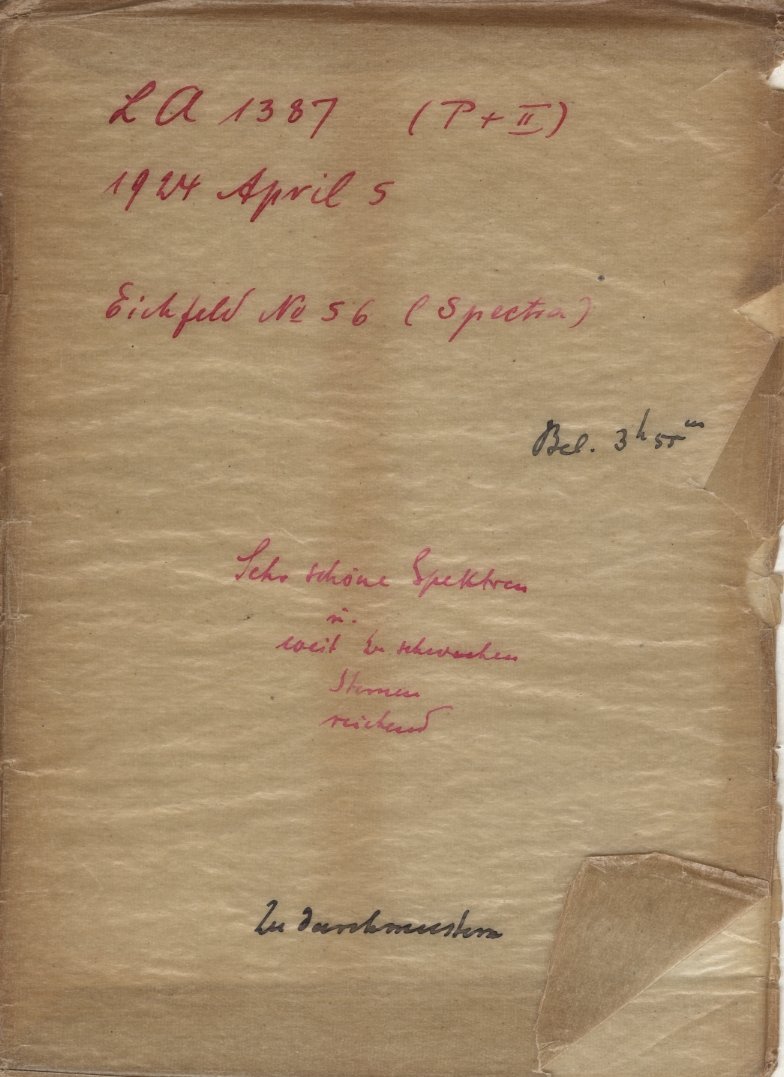 LA 1387 (P + II)
1924 April 5
Eichfeld No 56 (Spectra)
Bel. 3h 55m
Sehr schöne Spektren
u.
weit zu schwachen
Sternen
reichend
Zu durchmustern